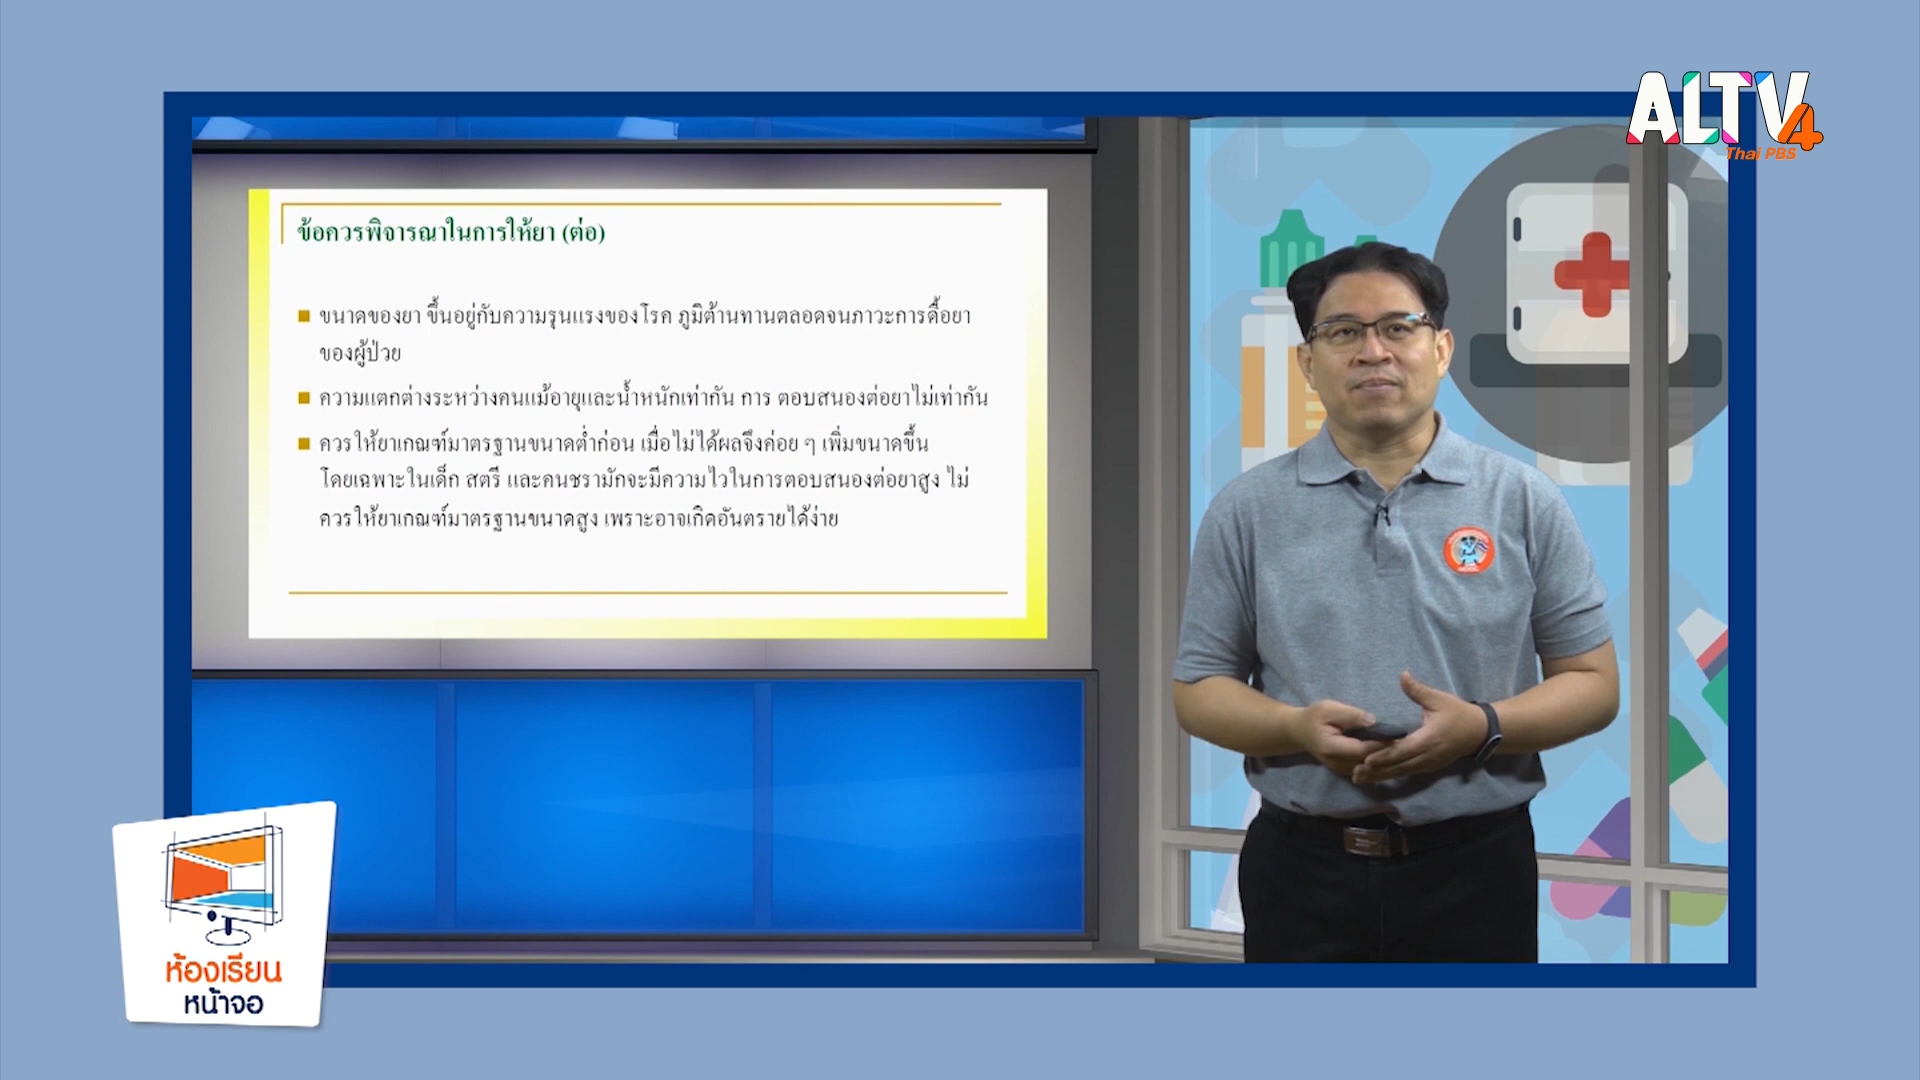 ALTV4
Thai PBS
ข้อควรพิจารณาในการให้ยา (ต่อ)
ขนาดของยา ขึ้นอยู่กับความรุนแรงของโรค ภูมิต้านทานตลอดจนภาวะการดื้อยา
ของผู้ป่วย
ความแตกต่างระหว่างคนแม้อายุและน้ำหนักเท่ากัน การ ตอบสนองต่อยาไม่เท่ากัน
ควรให้ยาเกณฑ์มาตรฐานขนาดต่ำก่อน เมื่อไม่ได้ผลจึงค่อย ๆ เพิ่มขนาดขึ้น
โดยเฉพาะในเด็ก สตรี และคนชรามักจะมีความไวในการตอบสนองต่อยาสูง ไม่
ควรให้ยาเกณฑ์มาตรฐานขนาดสูง เพราะอาจเกิดอันตรายได้ง่าย
ห้องเรียน
หน้าจอ